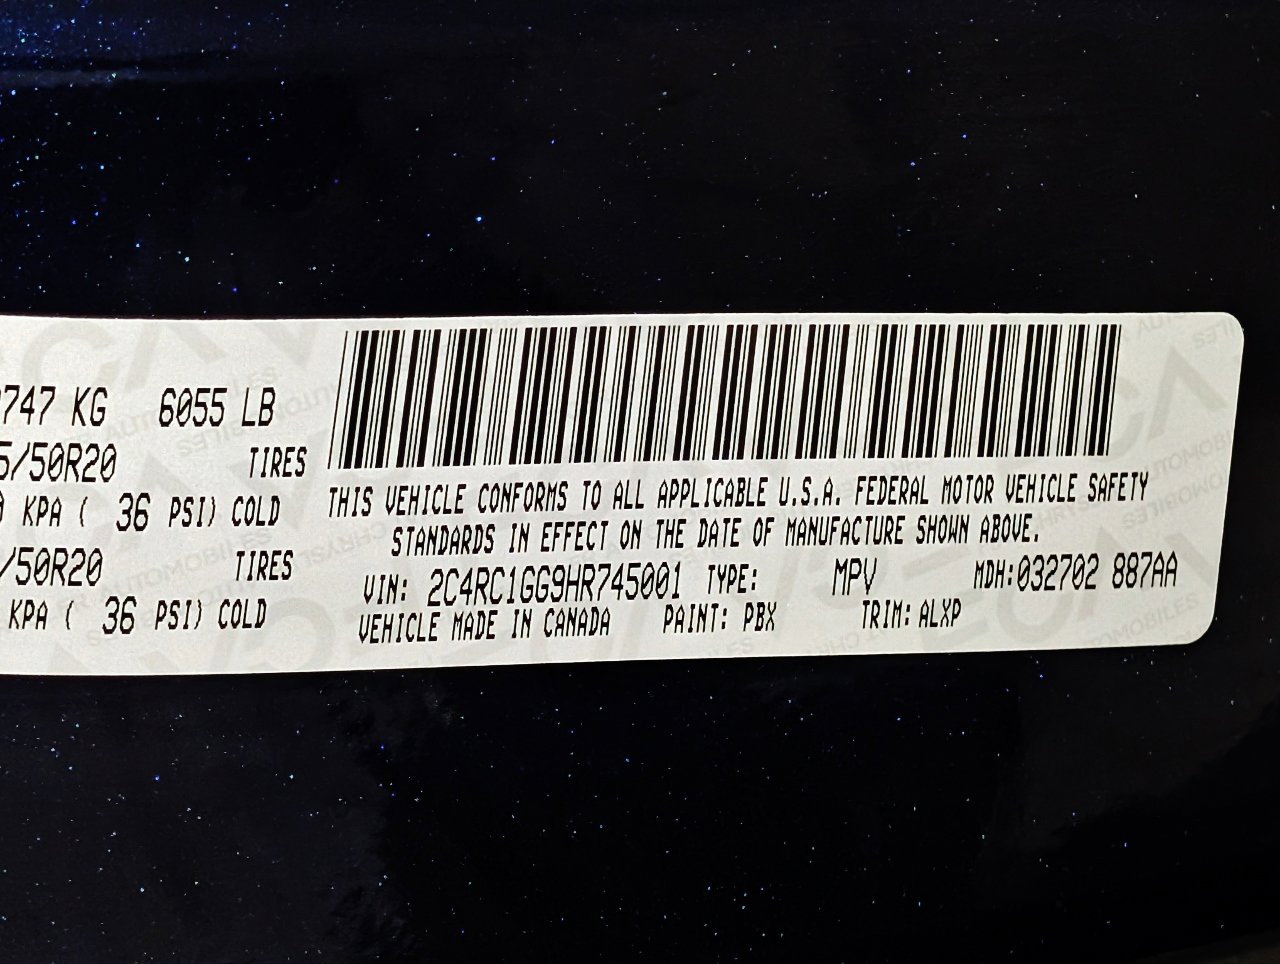 747 KG 6055 LB
5/50R20 TIRES
0 KPA ( 36 PSI) COLD
/50R20 TIRES
KPA ( 36 PSI) COLD
THIS VEHICLE CONFORMS TO ALL APPLICABLE U.S.A. FEDERAL MOTOR VEHICLE SAFETY
STANDARDS IN EFFECT ON THE DATE OF MANUFACTURE SHOWN ABOVE.
VIN: 2C4RC1GG9HR745001 TYPE: MPV MDH:032702 887AA
VEHICLE MADE IN CANADA PAINT: PBX TRIM: ALXP